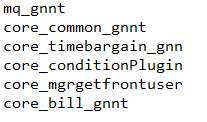 mq_gnnt
core_common_gnnt
core_timebargain_gnn
core_conditionPlugin
core_mgrgetfrontuser
core_bill_gnnt